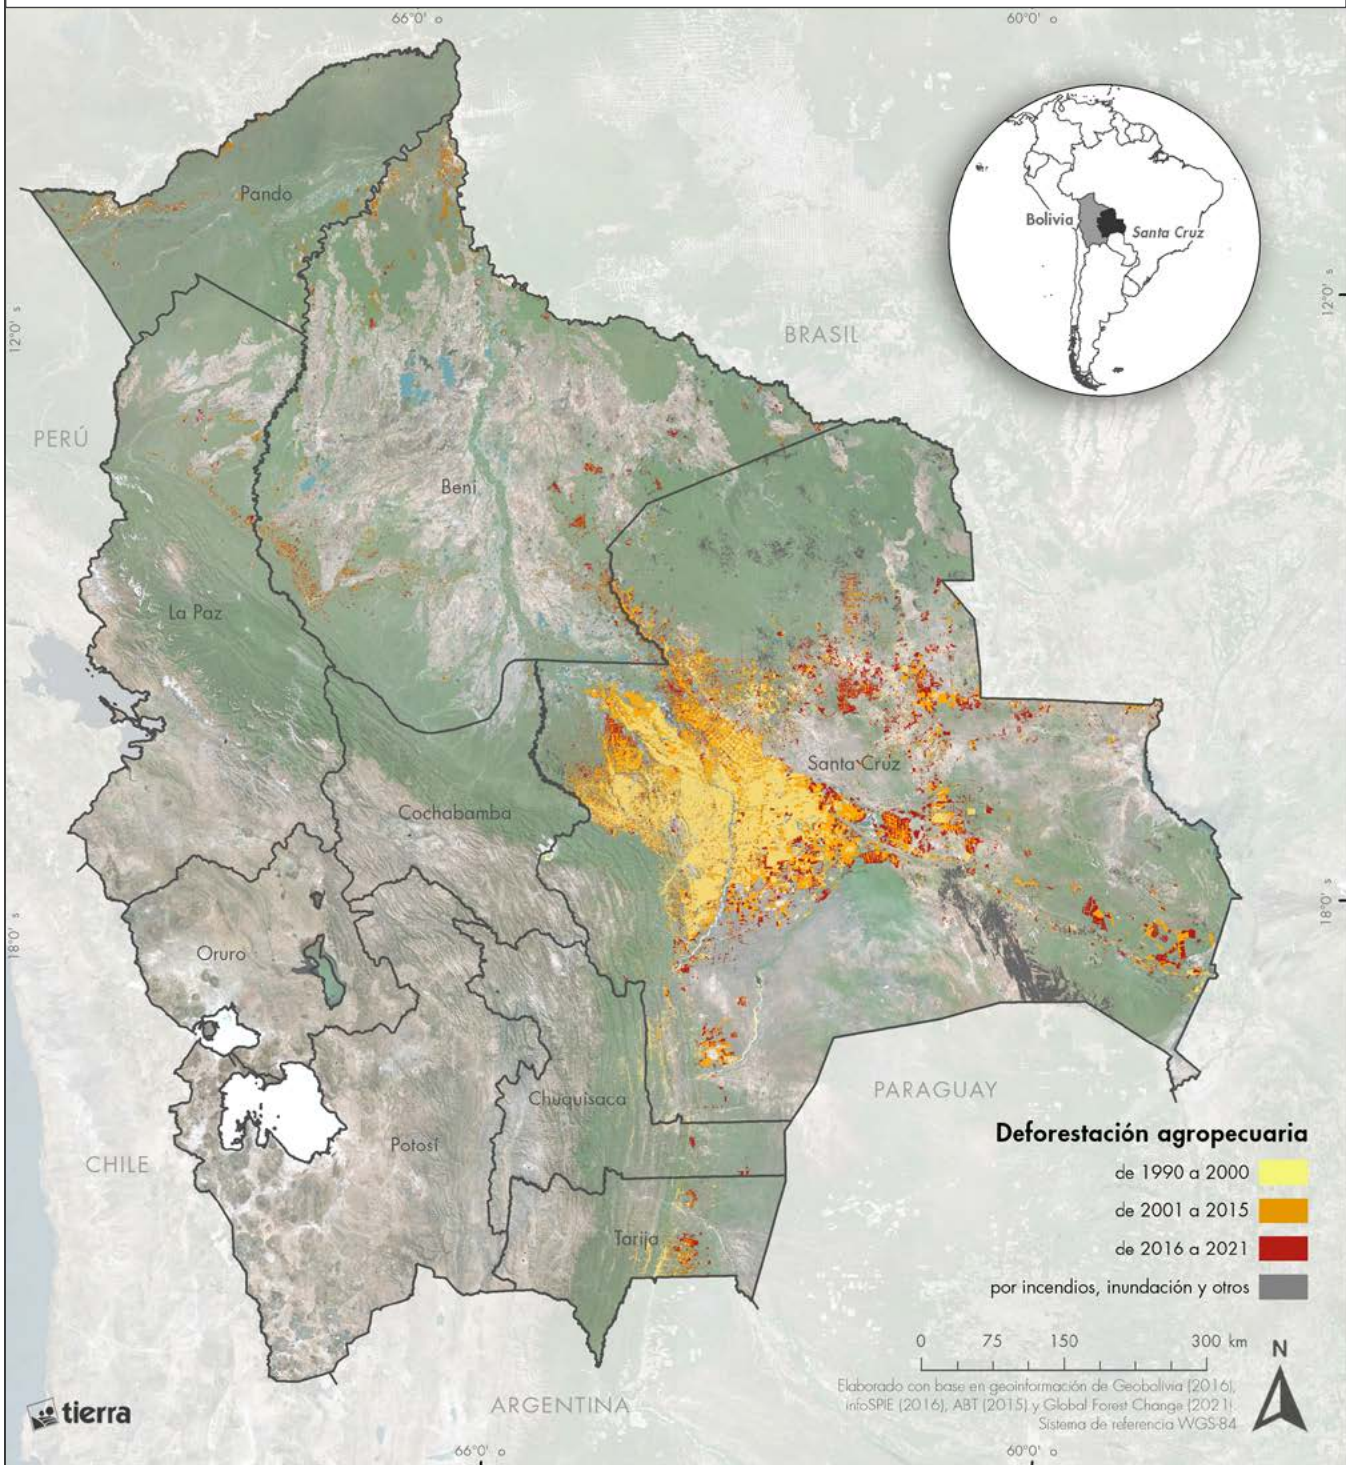 66°0' o
60°0' o
Pando
Bolivia
Santa Cruz
12°0' s
12°0' s
BRASIL
PERÚ
Beni
La Paz
Santa Cruz
Cochabamba
18°0' s
18°0' s
Oruro
PARAGUAY
Chuquisaca
Potosí
CHILE
Tarija
Deforestación agropecuaria
de 1990 a 2000
de 2001 a 2015
de 2016 a 2021
por incendios, inundación y otros
0 75 150 300 km
N
Elaborado con base en geoinformación de Geobolivia (2016),
infoSPIE (2016), ABT (2015) y Global Forest Change (2021).
Sistema de referencia WGS-84
tierra
ARGENTINA
66°0' o
60°0' o